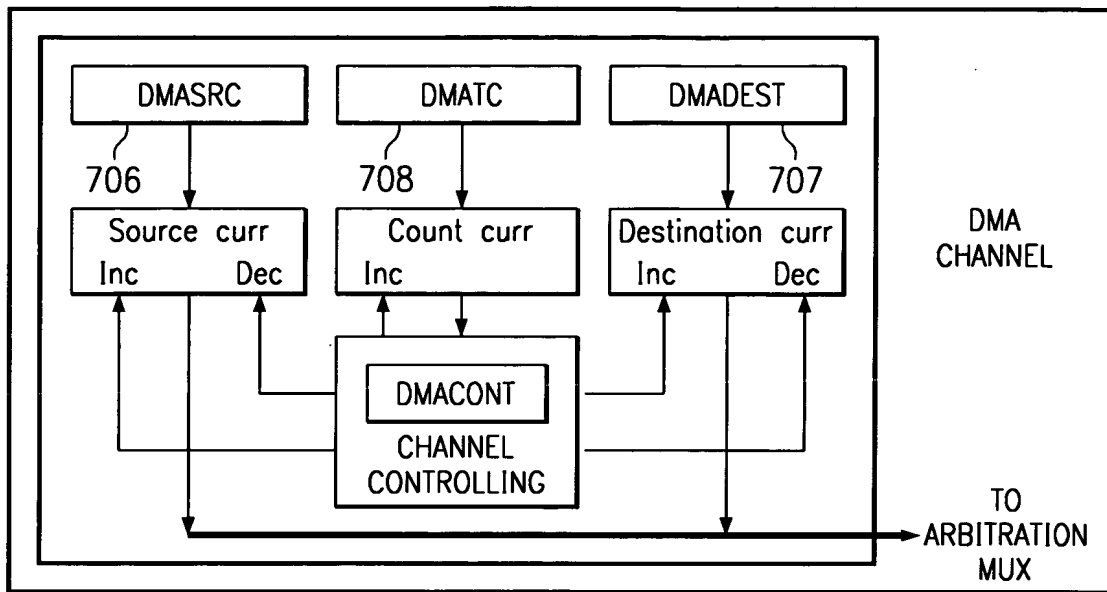 DMASRC
DMATC
DMADEST
706
708
707
Source curr
Inc Dec
Count curr
Inc
Destination curr
Inc Dec
DMA
CHANNEL
DMACONT
CHANNEL
CONTROLLING
TO
ARBITRATION
MUX